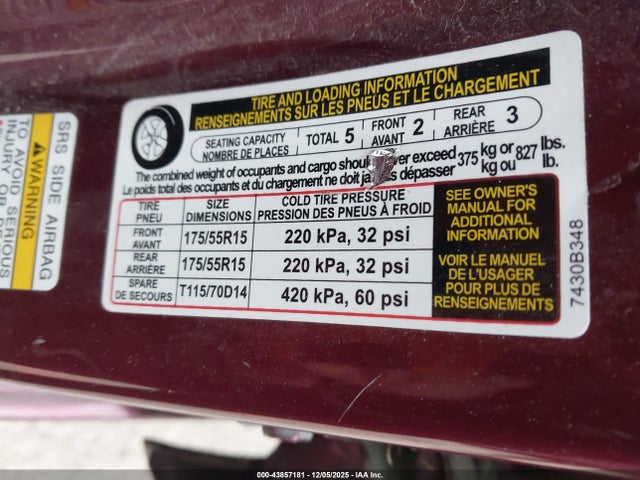 TIRE AND LOADING INFORMATION
RENSEIGNEMENTS SUR LES PNEUS ET LE CHARGEMENT
SEATING CAPACITY
NOMBRE DE PLACES
TOTAL 5
FRONT
AVANT
2
REAR
ARRIÈRE
3
The combined weight of occupants and cargo should er exceed 375 kg or 827 lbs.
Le poids total des occupants et du chargement ne doit ja s dépasser kg ou lb.
TIRE
PNEU
SIZE
DIMENSIONS
COLD TIRE PRESSURE
PRESSION DES PNEUS À FROID
FRONT
AVANT
175/55R15
220 kPa, 32 psi
REAR
ARRIÈRE
175/55R15
220 kPa, 32 psi
SPARE
DE SECOURS
T115/70D14
420 kPa, 60 psi
SEE OWNER'S
MANUAL FOR
ADDITIONAL
INFORMATION
VOIR LE MANUEL
DE L'USAGER
POUR PLUS DE
RENSEIGNEMENTS
7430B348
SRS SIDE AIRBAG
WARNING
TO AVOID SERIOUS
INJURY OR
000-43857181 - 12/05/2025 - IAA Inc.